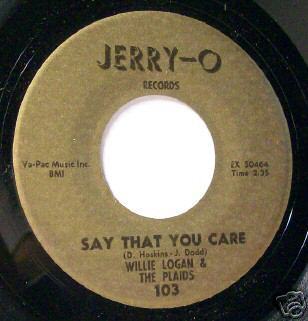 JERRY-O
RECORDS
Va-Pac Music Inc.
BMI
EX 50464
Time 2:35
SAY THAT YOU CARE
(D. Hoskins-J. Dodd)
WILLIE LOGAN &
THE PLAIDS
103